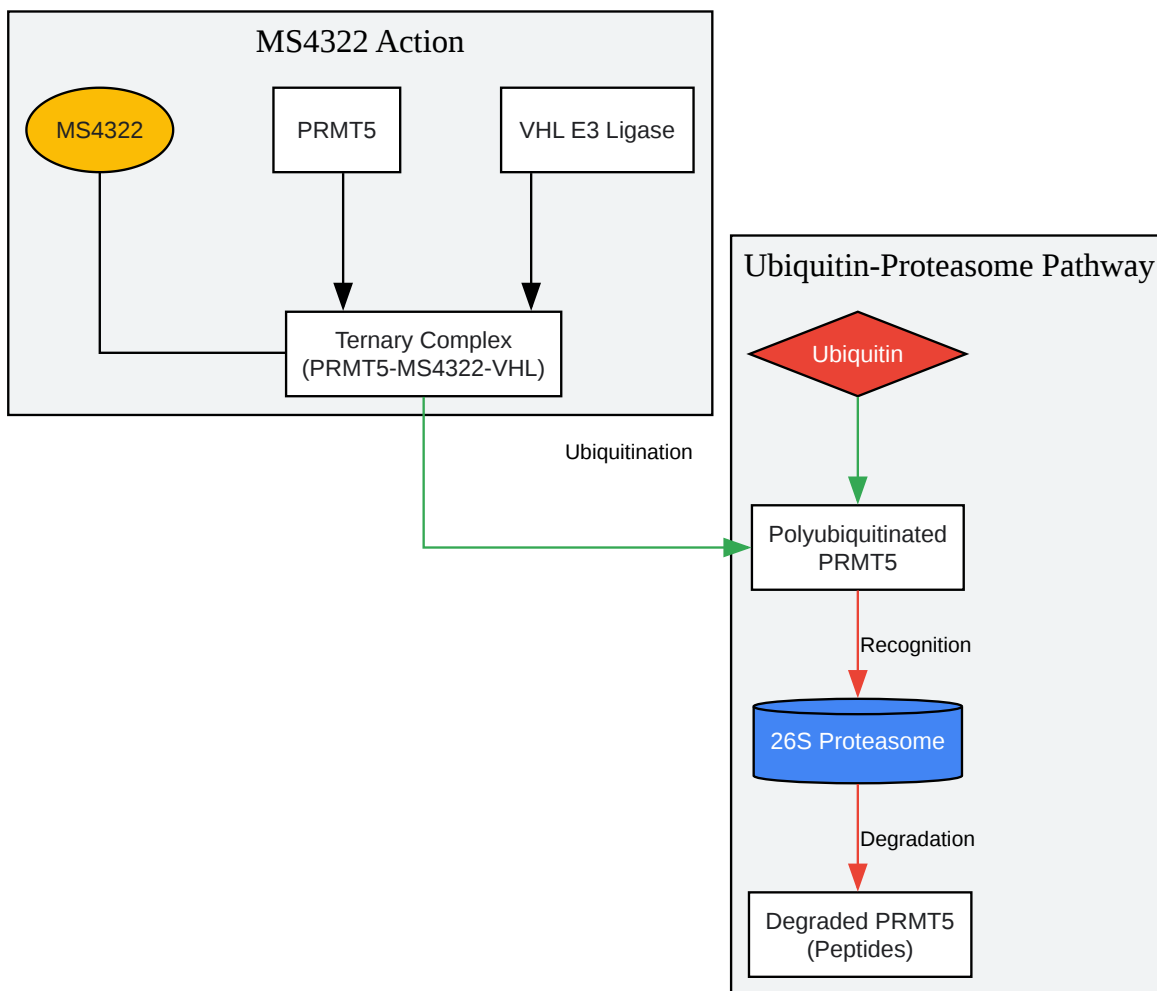 MS4322 Action
MS4322
PRMT5
VHL E3 Ligase
Ternary Complex
(PRMT5-MS4322-VHL)
Ubiquitination
Ubiquitin-Proteasome Pathway
Ubiquitin
Polyubiquitinated
PRMT5
Recognition
26S Proteasome
Degradation
Degraded PRMT5
(Peptides)